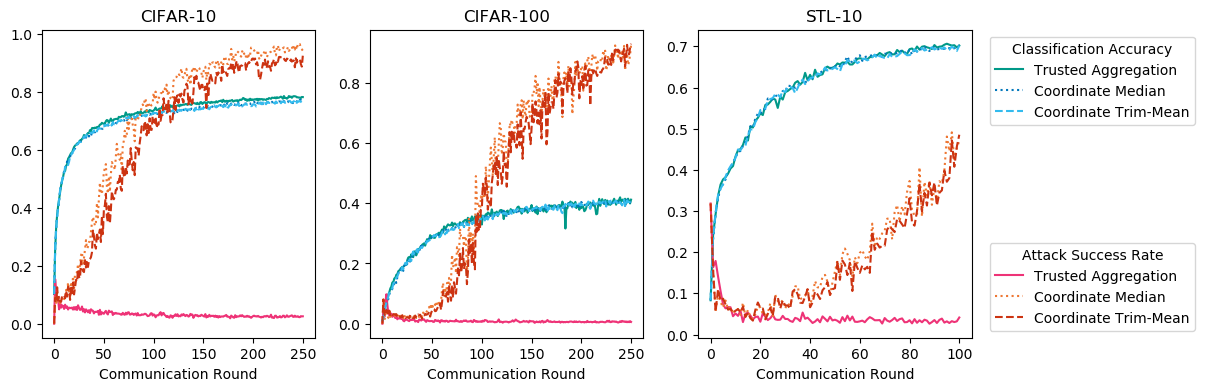 CIFAR-10
1.0
0.8
0.6
0.4
0.2
0.0
0 50 100 150 200 250
Communication Round
CIFAR-100
0.8
0.6
0.4
0.2
0.0
0 50 100 150 200 250
Communication Round
STL-10
0.7
0.6
0.5
0.4
0.3
0.2
0.1
0.0
0 20 40 60 80 100
Communication Round
Classification Accuracy
Trusted Aggregation
Coordinate Median
Coordinate Trim-Mean
Attack Success Rate
Trusted Aggregation
Coordinate Median
Coordinate Trim-Mean